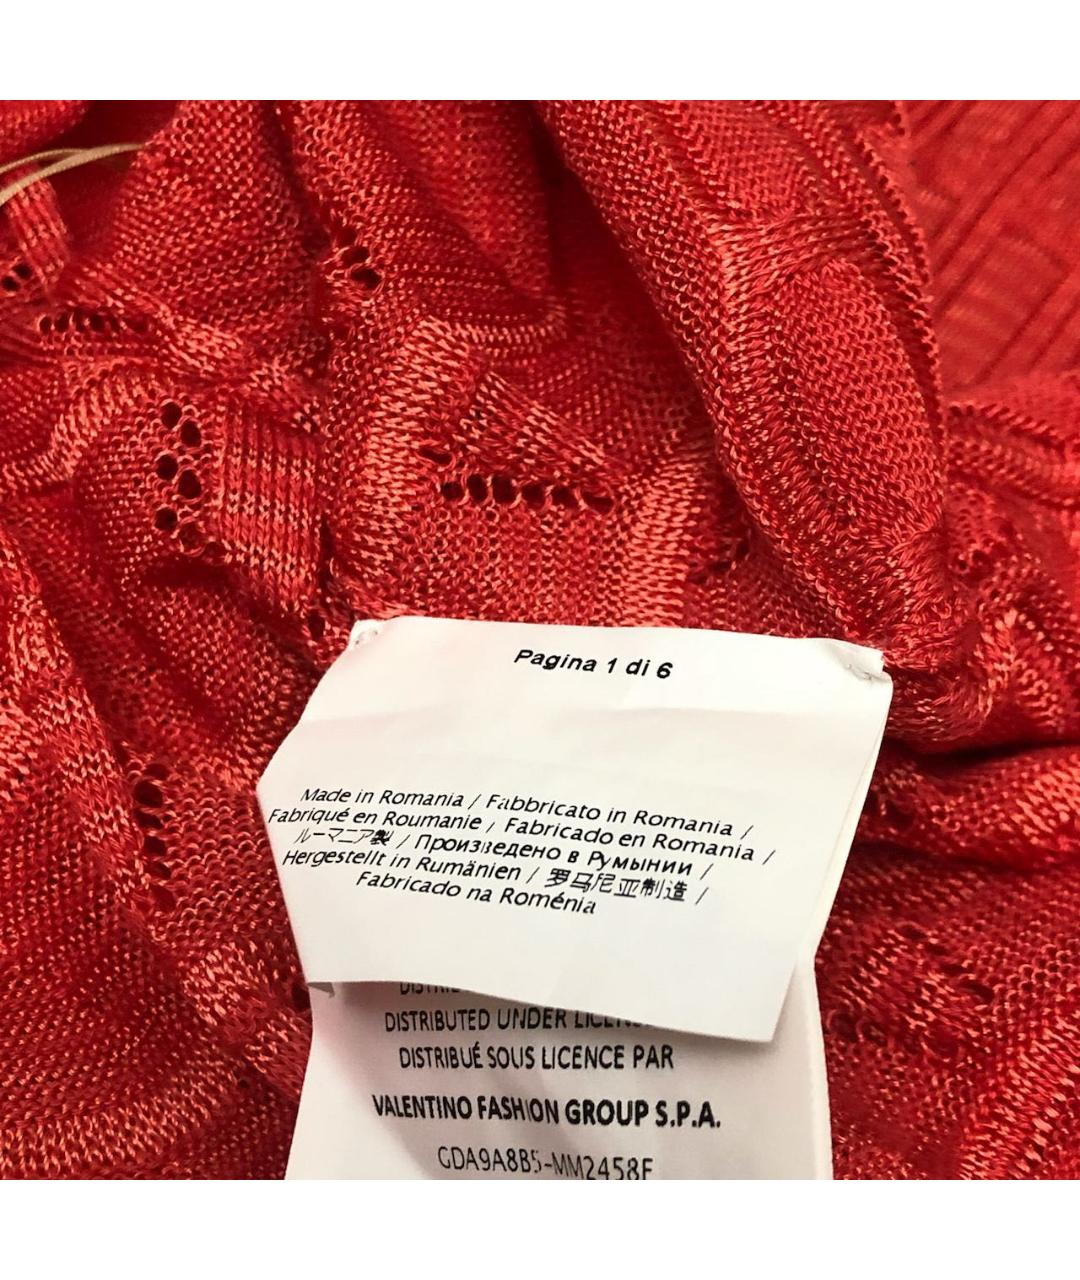 Pagina 1 di 6
Made in Romania / Fabbricato in Romania /
Fabriqué en Roumanie / Fabricado en Romania /
ルーマニア製 / Произведено в Румынии /
Hergestellt in Rumänien / 罗马尼亚制造 /
Fabricado na Roménia
DISTRIBUTED UNDER
DISTRIBUÉ SOUS LICENCE PAR
VALENTINO FASHION GROUP S.P.A.